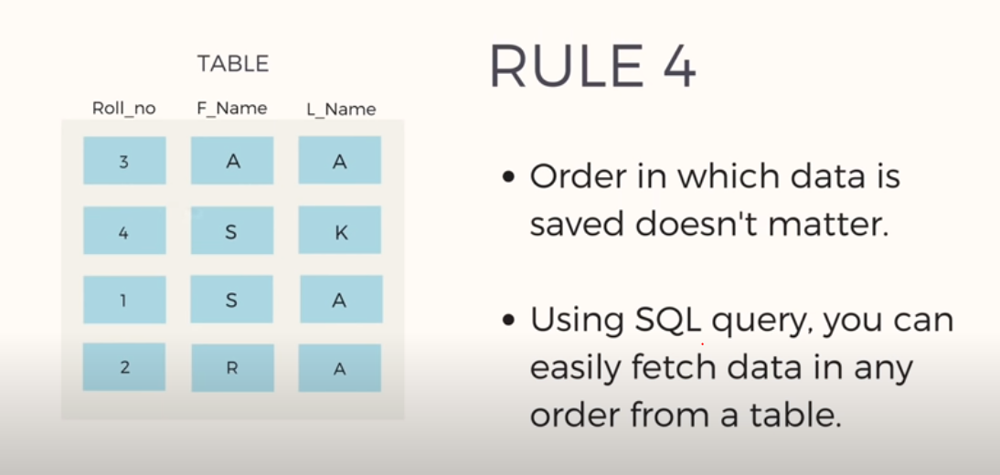 TABLE
Roll_no F_Name L_Name
3 A A
4 S K
1 S A
2 R A
RULE 4
• Order in which data is
saved doesn't matter.
• Using SQL query, you can
easily fetch data in any
order from a table.